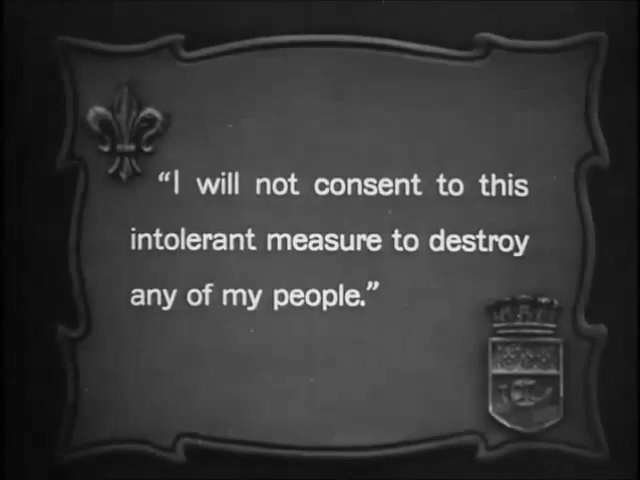 “I will not consent to this
intolerant measure to destroy
any of my people.”